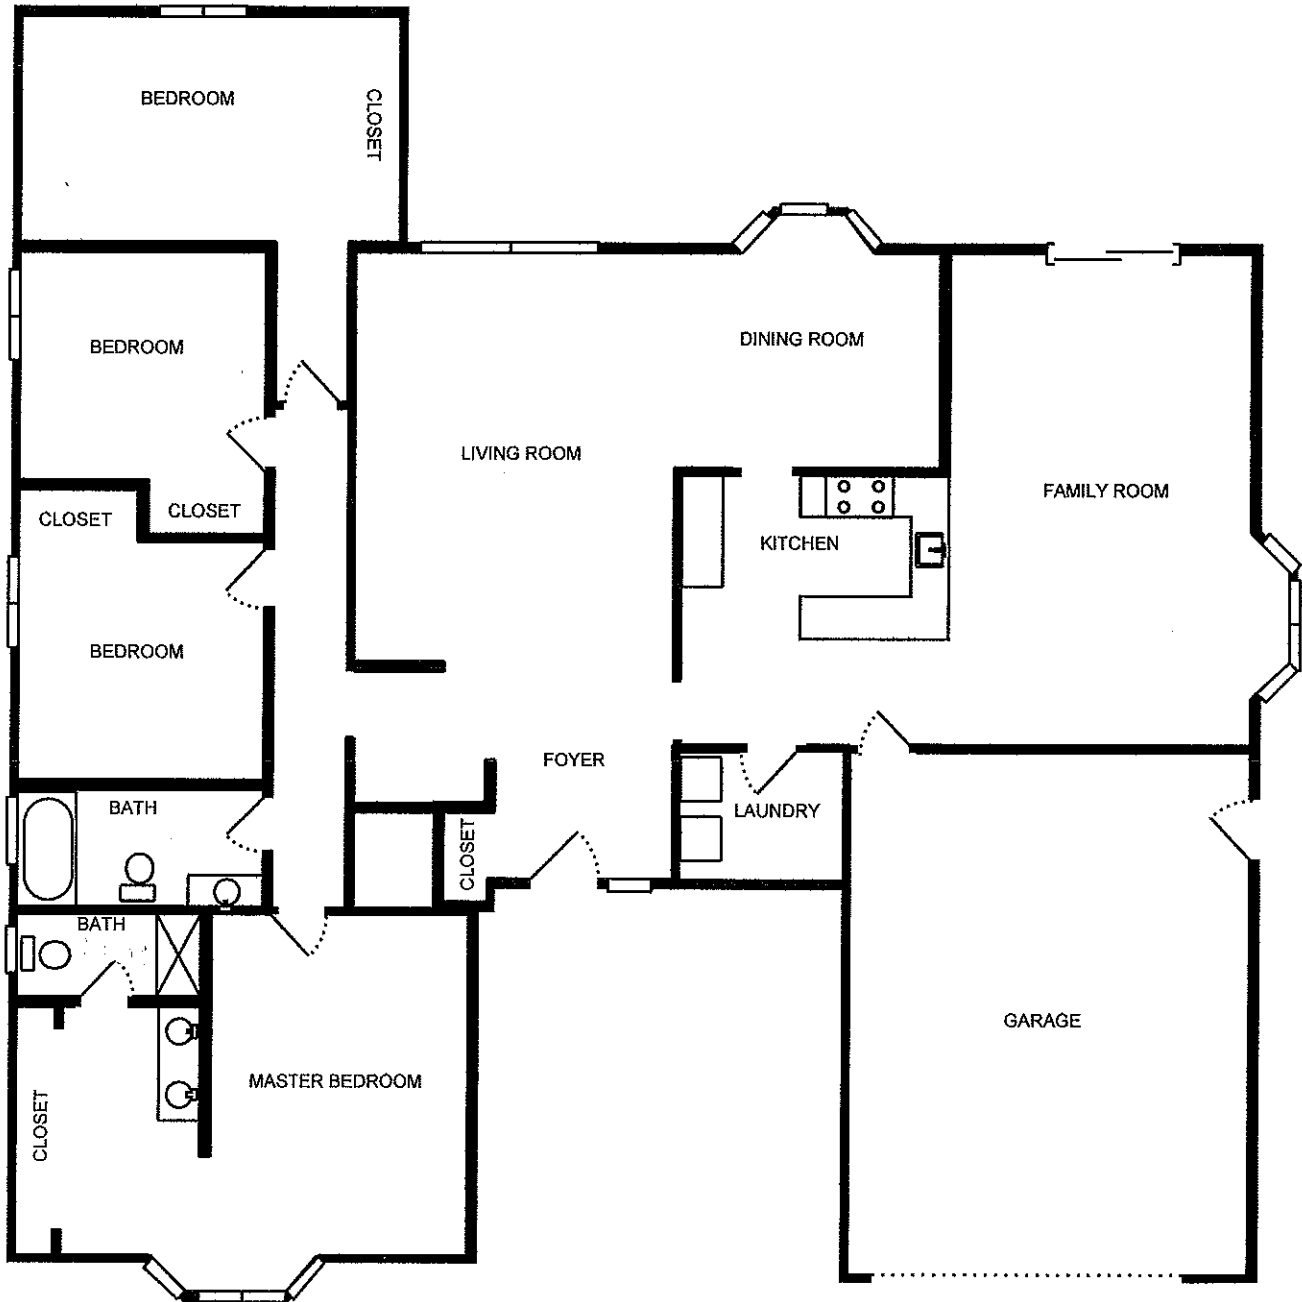 BEDROOM
CLOSET
BEDROOM
DINING ROOM
LIVING ROOM
FAMILY ROOM
CLOSET
CLOSET
KITCHEN
BEDROOM
FOYER
BATH
LAUNDRY
CLOSET
BATH
GARAGE
MASTER BEDROOM
CLOSET